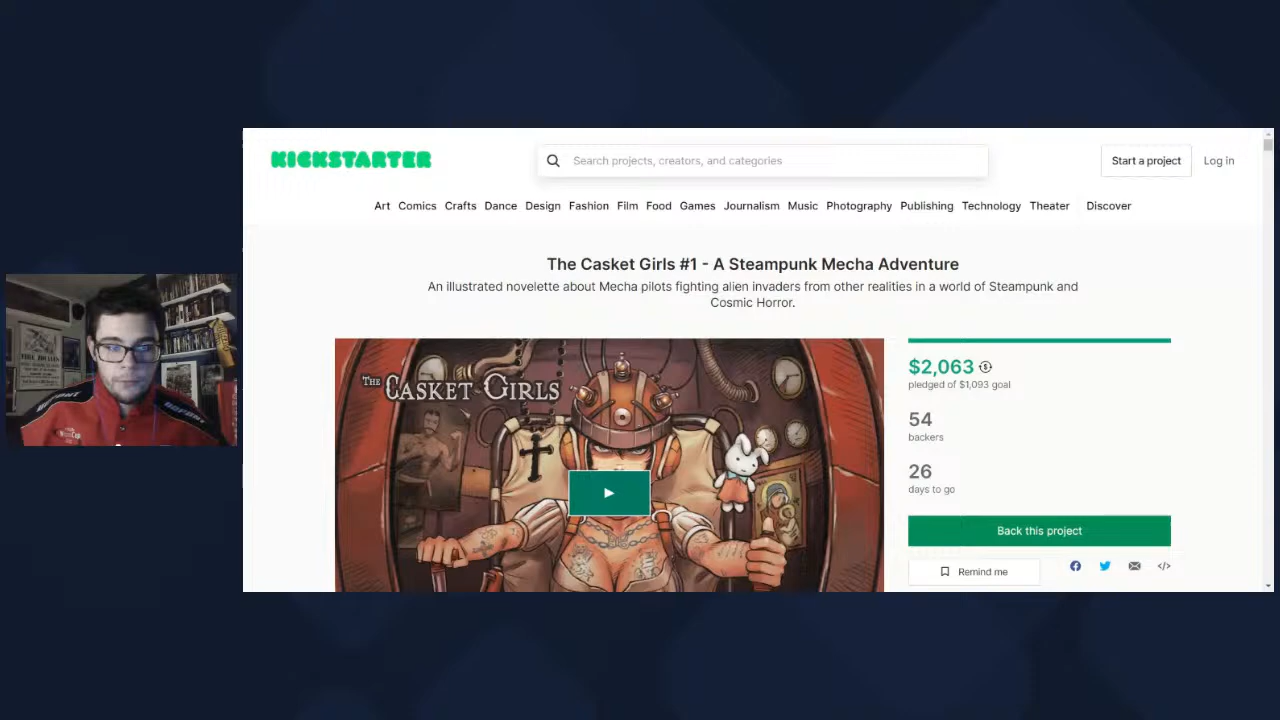 KICKSTARTER
Search projects, creators, and categories
Start a project
Log in
Art Comics Crafts Dance Design Fashion Film Food Games Journalism Music Photography Publishing Technology Theater Discover
The Casket Girls #1 - A Steampunk Mecha Adventure
An illustrated novelette about Mecha pilots fighting alien invaders from other realities in a world of Steampunk and
Cosmic Horror.
THE CASKET GIRLS
$2,063
pledged of $1,093 goal
54
backers
26
days to go
Back this project
Remind me